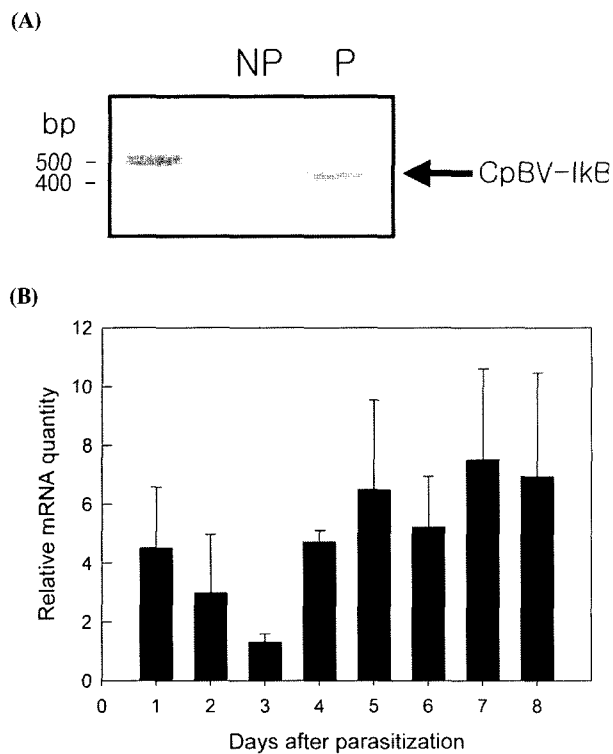 (A)
NP P
bp
500 -
400 -
CpBV-IkB
(B)
12
10
8
6
4
2
0
Relative mRNA quantity
0 1 2 3 4 5 6 7 8
Days after parasitization